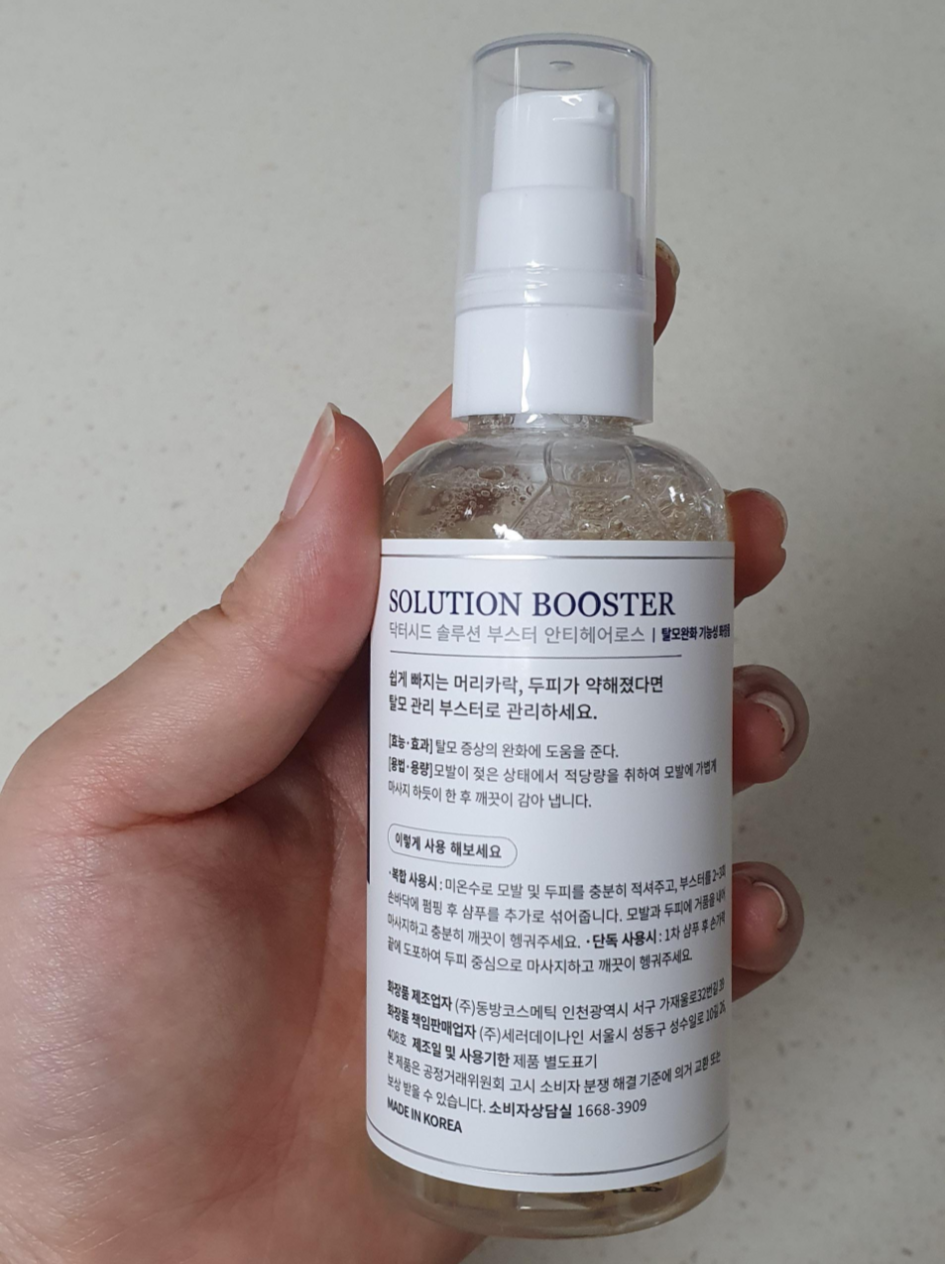 SOLUTION BOOSTER
닥터시드 솔루션 부스터 안티헤어로스 | 탈모완화 기능성 화장품
쉽게 빠지는 머리카락, 두피가 약해졌다면
탈모 관리 부스터로 관리하세요.
[효능·효과] 탈모 증상의 완화에 도움을 준다.
[용법·용량]모발이 젖은 상태에서 적당량을 취하여 모발에 가볍게
마사지 하듯이 한 후 깨끗이 감아 냅니다.
이렇게 사용 해보세요
·복합 사용시 : 미온수로 모발 및 두피를 충분히 적셔주고, 부스터를 2~3회
손바닥에 펌핑 후 샴푸를 추가로 섞어줍니다. 모발과 두피에 거품을 내어
마사지하고 충분히 깨끗이 헹궈주세요. ·단독 사용시 : 1차 샴푸 후 손가락
끝에 도포하여 두피 중심으로 마사지하고 깨끗이 헹궈주세요.
화장품 제조업자 (주)동방코스메틱 인천광역시 서구 가재울로32번길
화장품 책임판매업자 (주)세러데이나인 서울시 성동구 성수일로 10길 26,
408호 제조일 및 사용기한 제품 별도표기
본 제품은 공정거래위원회 고시 소비자 분쟁 해결 기준에 의거 교환 또는
보상 받을 수 있습니다. 소비자상담실 1668-3909
MADE IN KOREA